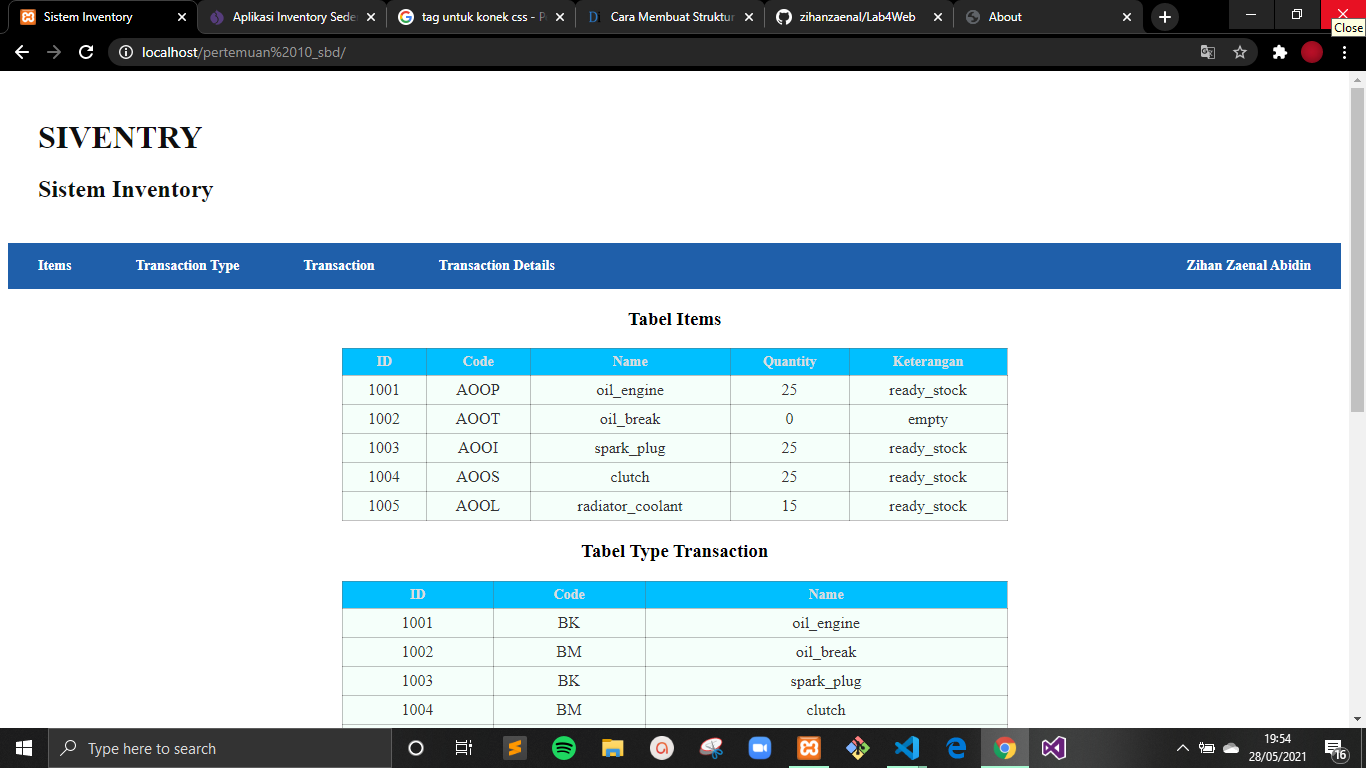 Sistem Inventory
Aplikasi Inventory Sede
tag untuk konek css - P
Cara Membuat Struktur
zihanzaenal/Lab4Web
About
Close
localhost/pertemuan%2010_sbd/
SIVENTRY
Sistem Inventory
Items Transaction Type Transaction Transaction Details Zihan Zaenal Abidin
Tabel Items
ID Code Name Quantity Keterangan
1001 AOOP oil_engine 25 ready_stock
1002 AOOT oil_break 0 empty
1003 AOOI spark_plug 25 ready_stock
1004 AOOS clutch 25 ready_stock
1005 AOOL radiator_coolant 15 ready_stock
Tabel Type Transaction
ID Code Name
1001 BK oil_engine
1002 BM oil_break
1003 BK spark_plug
1004 BM clutch
Type here to search
19:54
28/05/2021
16